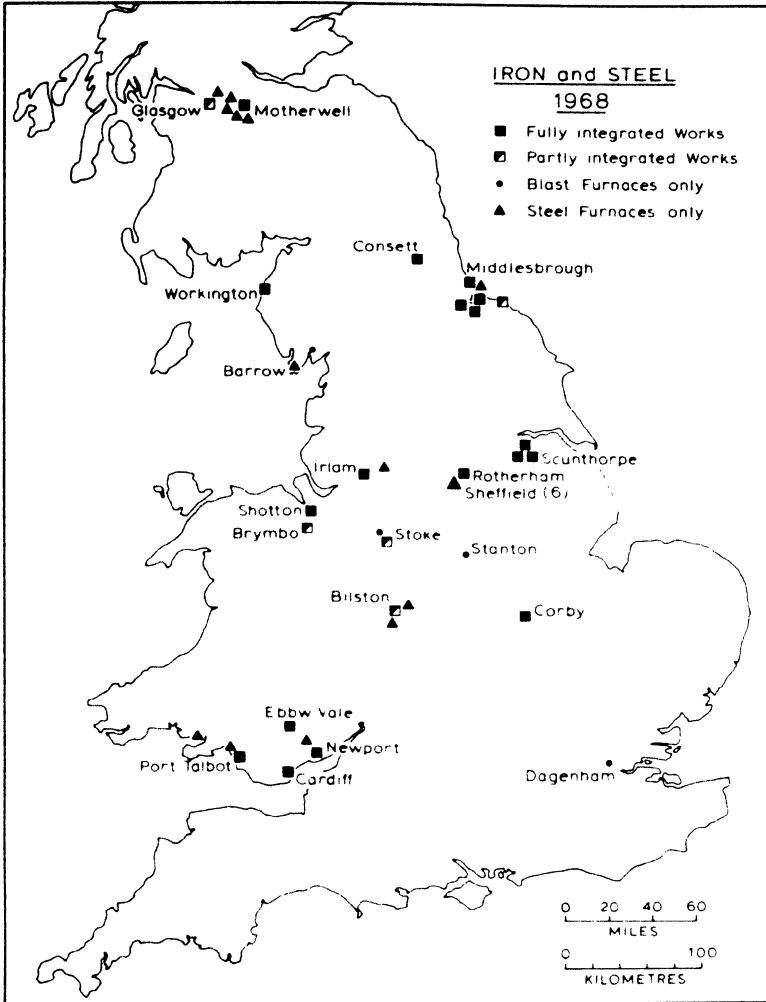 IRON and STEEL
1968
Fully integrated Works
Partly integrated Works
Blast Furnaces only
Steel Furnaces only
Glasgow
Motherwell
Consett
Middlesbrough
Workington
Barrow
Irlam
Scunthorpe
Rotherham
Sheffield (6)
Shotton
Brymbo
Stoke
Stanton
Bilston
Corby
Ebbw Vale
Newport
Port Talbot
Cardiff
Dagenham
0 20 40 60
MILES
0 100
KILOMETRES